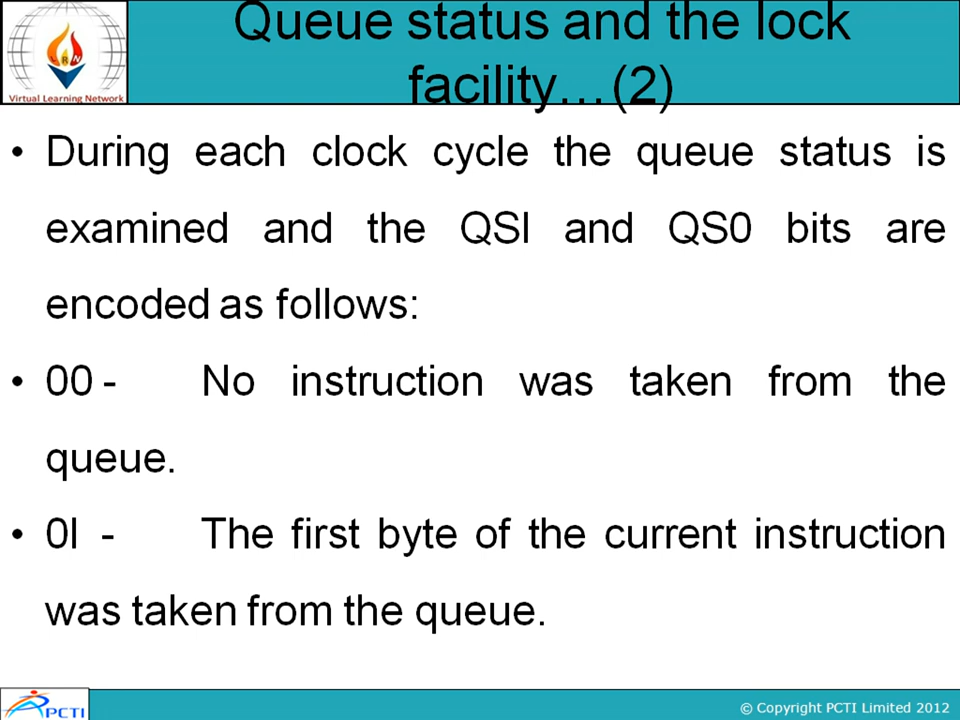 Queue status and the lock
facility…(2)
Virtual Learning Network
• During each clock cycle the queue status is
examined and the QSl and QS0 bits are
encoded as follows:
• 00 - No instruction was taken from the
queue.
• 0l - The first byte of the current instruction
was taken from the queue.
PCTI
© Copyright PCTI Limited 2012